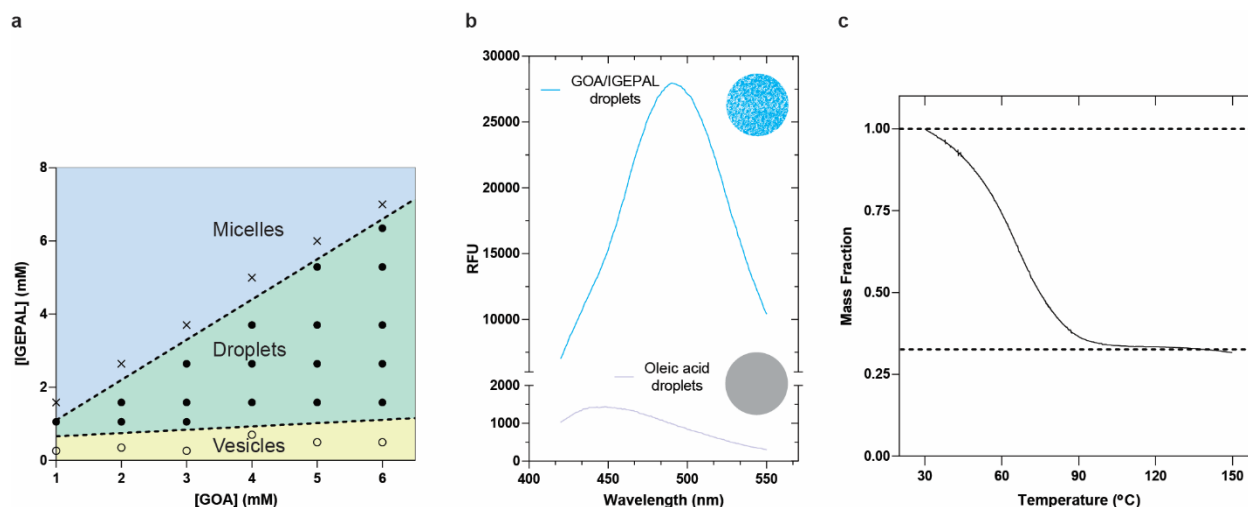 a
[IGEPAL] (mM)
8
6
4
2
0
Micelles
Droplets
Vesicles
1 2 3 4 5 6
[GOA] (mM)
b
RFU
30000
25000
20000
15000
10000
2000
1000
0
GOA/IGEPAL
droplets
Oleic acid
droplets
400 450 500 550
Wavelength (nm)
c
Mass Fraction
1.00
0.75
0.50
0.25
0.00
30 60 90 120 150
Temperature (°C)